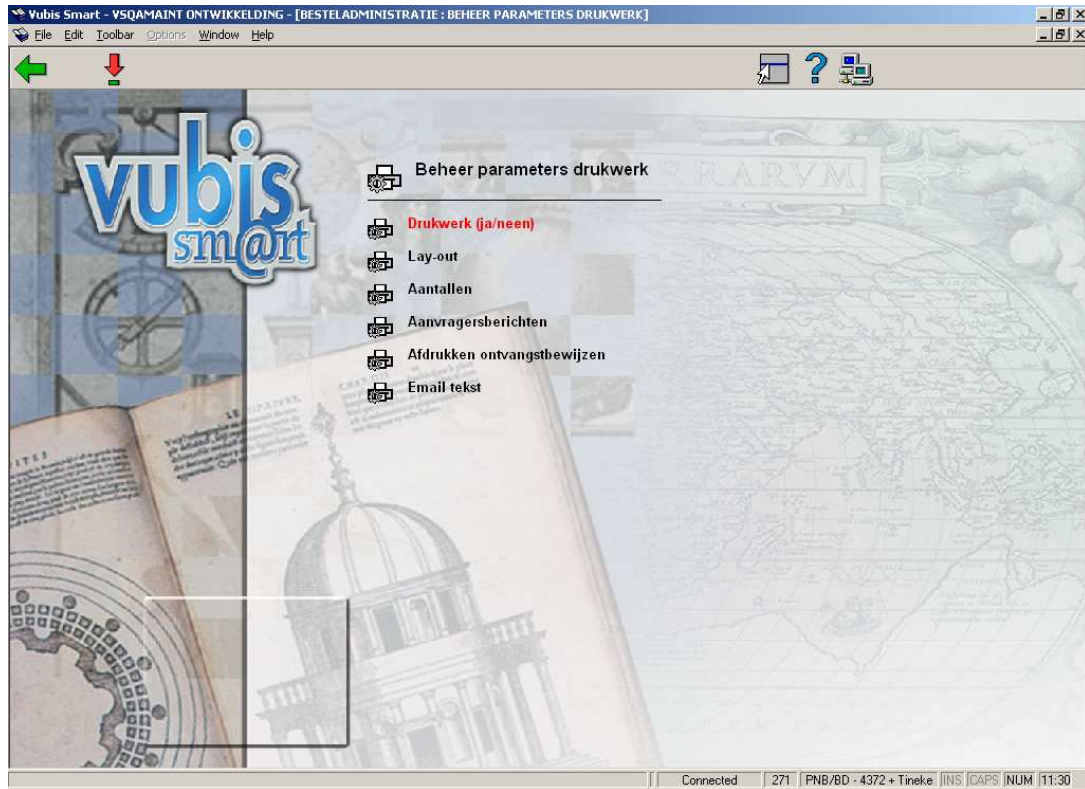 Vubis Smart - VSQAMAINT ONTWIKKELDING - [BESTELADMINISTRATIE : BEHEER PARAMETERS DRUKWERK]
File Edit Toolbar Options Window Help
vubis
sm@rt
Beheer parameters drukwerk
Drukwerk (ja/neen)
Lay-out
Aantallen
Aanvragersberichten
Afdrukken ontvangstbewijzen
Email tekst
Connected 271 PNB/BD - 4372 + Tineke INS CAPS NUM 11:30